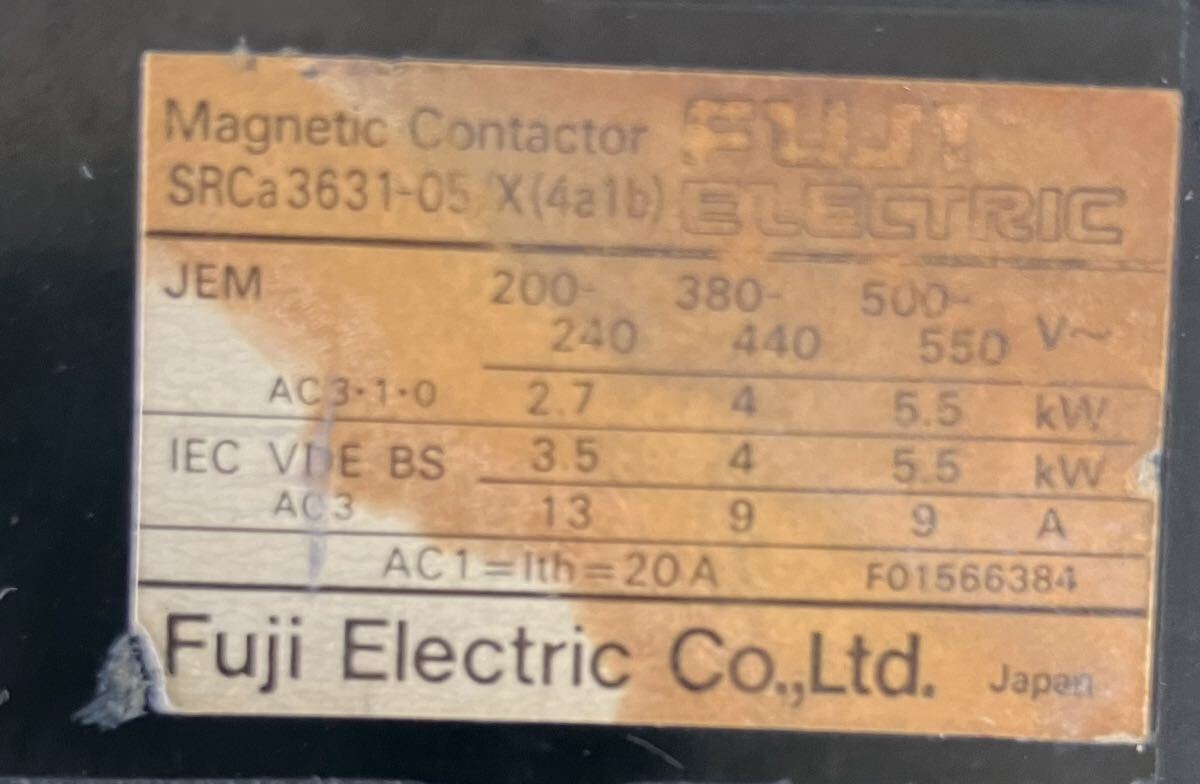 Magnetic Contactor
FUJI
ELECTRIC
SRCa3631-05/X(4a1b)
JEM 200- 380- 500-
240 440 550 V~
AC3·1·0 2.7 4 5.5 kW
IEC VDE BS 3.5 4 5.5 kW
AC3 13 9 9 A
AC1=Ith=20A F01566384
Fuji Electric Co.,Ltd. Japan